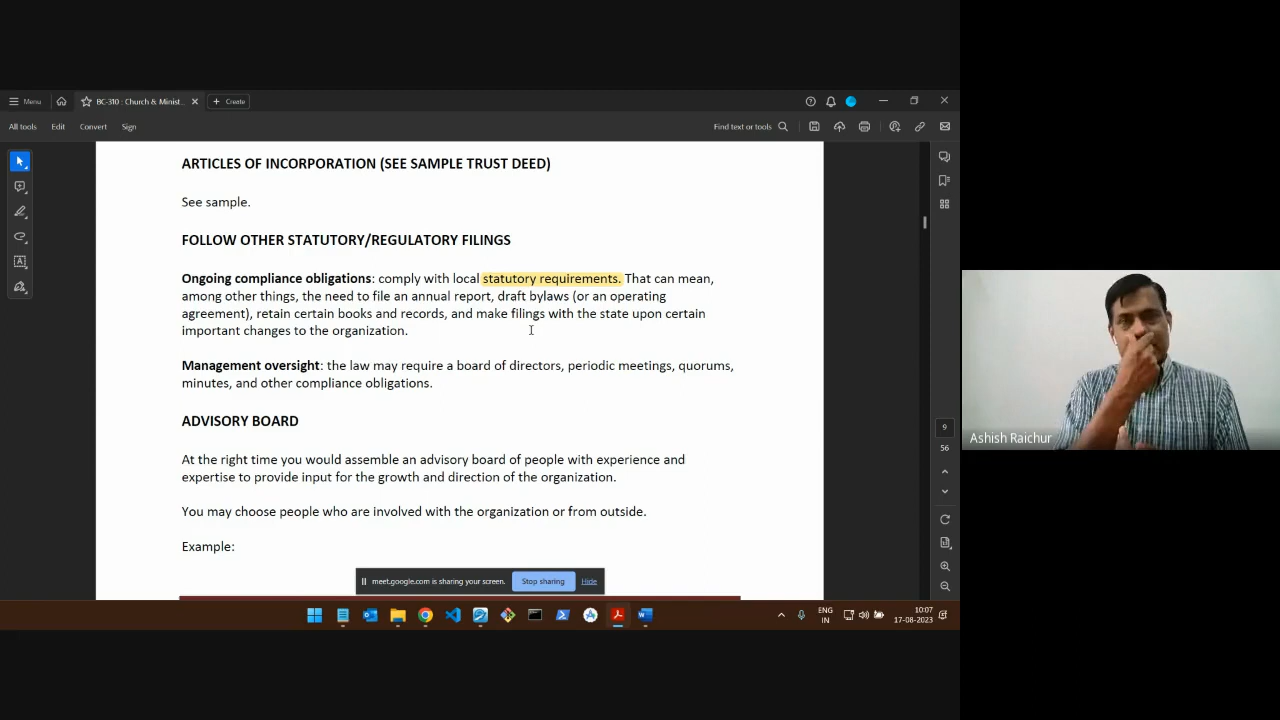 Menu
BC-310 : Church & Minist...
Create
All tools
Edit
Convert
Sign
Find text or tools
ARTICLES OF INCORPORATION (SEE SAMPLE TRUST DEED)
See sample.
FOLLOW OTHER STATUTORY/REGULATORY FILINGS
Ongoing compliance obligations: comply with local statutory requirements. That can mean,
among other things, the need to file an annual report, draft bylaws (or an operating
agreement), retain certain books and records, and make filings with the state upon certain
important changes to the organization.
Management oversight: the law may require a board of directors, periodic meetings, quorums,
minutes, and other compliance obligations.
ADVISORY BOARD
At the right time you would assemble an advisory board of people with experience and
expertise to provide input for the growth and direction of the organization.
You may choose people who are involved with the organization or from outside.
Example:
9
56
meet.google.com is sharing your screen.
Stop sharing
Hide
ENG
IN
10:07
17-08-2023
Ashish Raichur